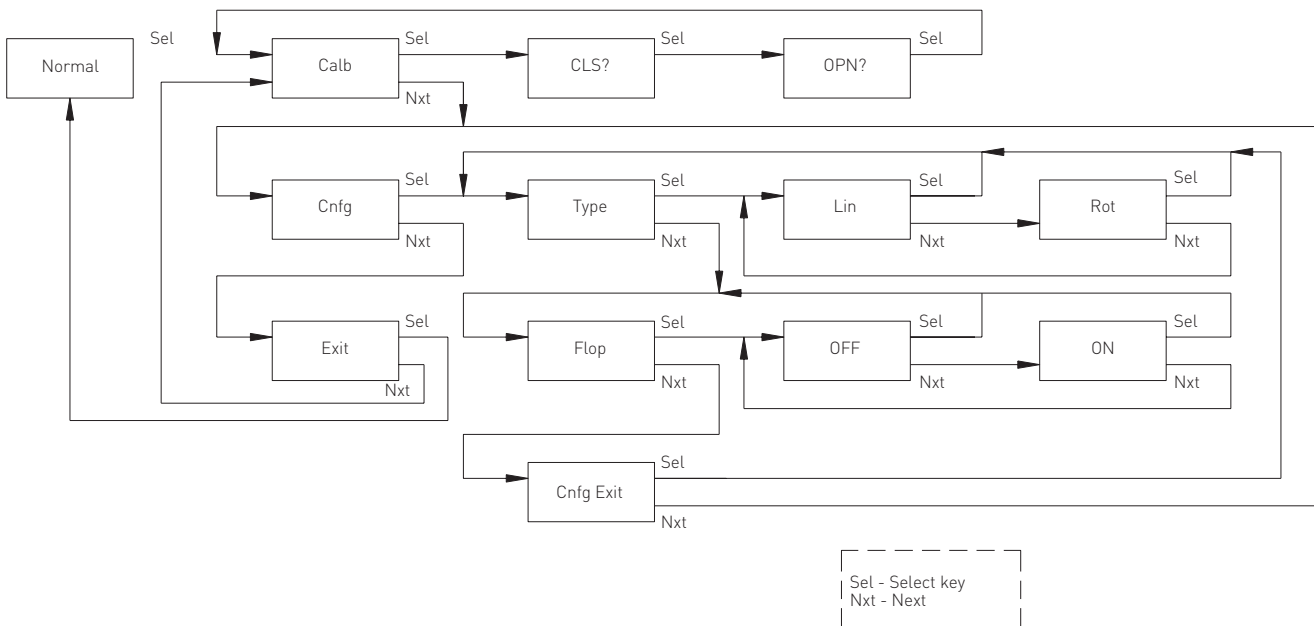 Sel
Sel
Sel
Sel
Normal
Calb
CLS?
OPN?
Nxt
Sel
Sel
Sel
Sel
Cnfg
Type
Lin
Rot
Nxt
Nxt
Nxt
Nxt
Sel
Sel
Sel
Sel
Exit
Flop
OFF
ON
Nxt
Nxt
Nxt
Nxt
Sel
Cnfg Exit
Nxt
Sel - Select key
Nxt - Next